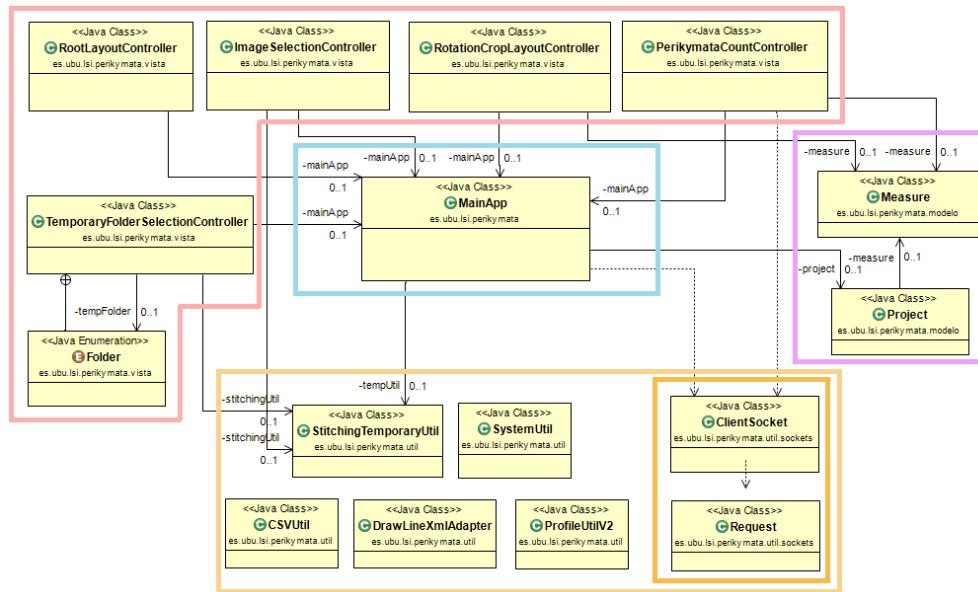 <<Java Class>>
RootLayoutController
es.ubu.lsi.perikymata.vista
<<Java Class>>
ImageSelectionController
es.ubu.lsi.perikymata.vista
<<Java Class>>
RotationCropLayoutController
es.ubu.lsi.perikymata.vista
<<Java Class>>
PerikymataCountController
es.ubu.lsi.perikymata.vista
-mainApp
0..1
-mainApp 0..1
-mainApp 0..1
-mainApp
0..1
-measure 0..1
-measure 0..1
<<Java Class>>
TemporaryFolderSelectionController
es.ubu.lsi.perikymata.vista
-mainApp
0..1
<<Java Class>>
MainApp
es.ubu.lsi.perikymata
<<Java Class>>
Measure
es.ubu.lsi.perikymata.modelo
-project 0..1
-measure 0..1
-tempFolder 0..1
<<Java Enumeration>>
Folder
es.ubu.lsi.perikymata.vista
<<Java Class>>
Project
es.ubu.lsi.perikymata.modelo
-tempUtil 0..1
-stitchingUtil
0..1
-stitchingUtil
0..1
<<Java Class>>
StitchingTemporaryUtil
es.ubu.lsi.perikymata.util
<<Java Class>>
SystemUtil
es.ubu.lsi.perikymata.util
<<Java Class>>
ClientSocket
es.ubu.lsi.perikymata.util.sockets
<<Java Class>>
CSVUtil
es.ubu.lsi.perikymata.util
<<Java Class>>
DrawLineXmlAdapter
es.ubu.lsi.perikymata.util
<<Java Class>>
ProfileUtilV2
es.ubu.lsi.perikymata.util
<<Java Class>>
Request
es.ubu.lsi.perikymata.util.sockets